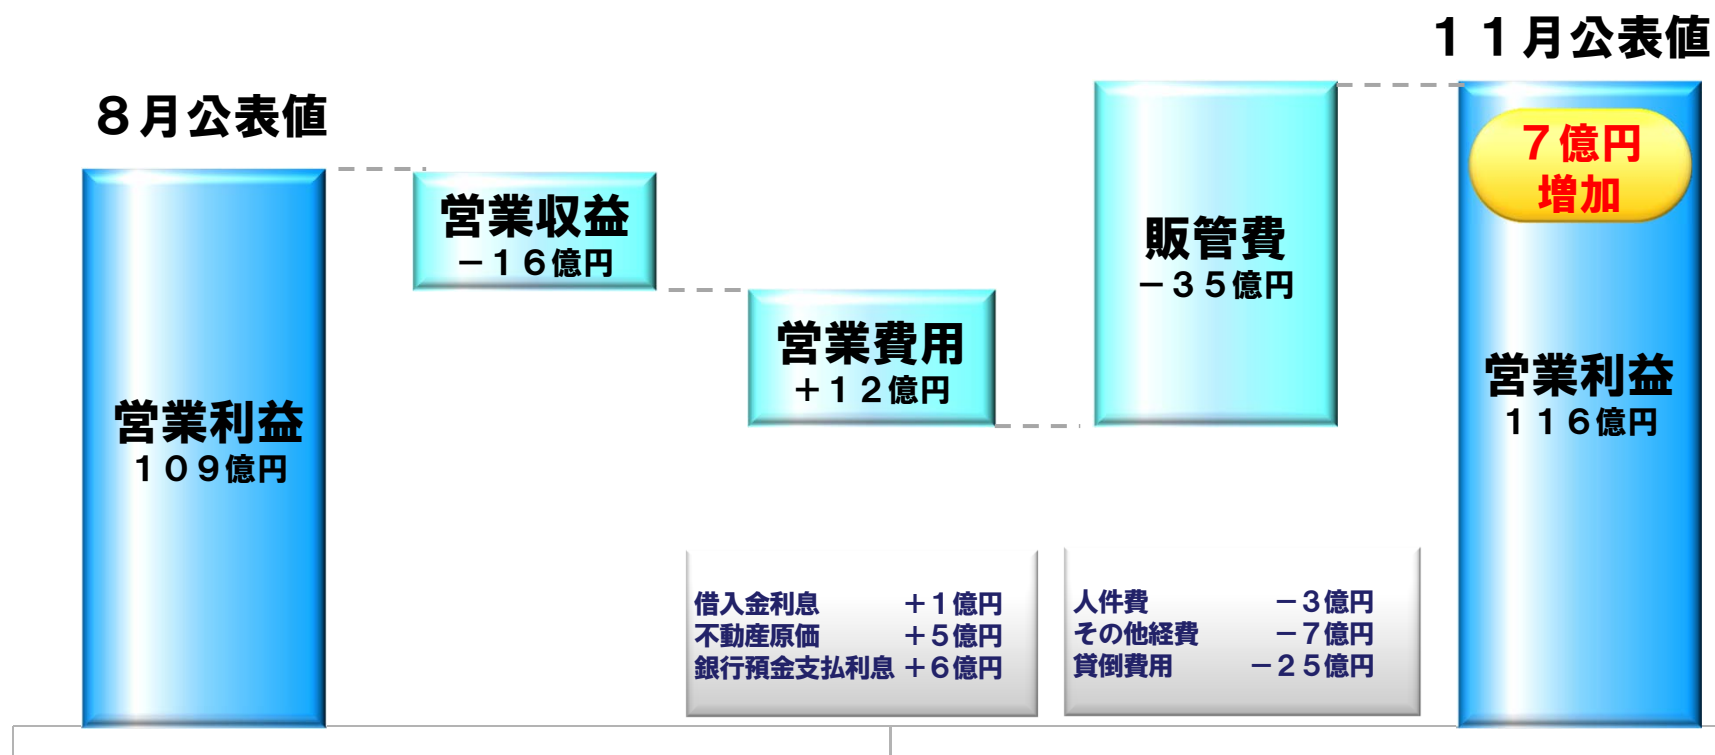 ８月公表値
営業利益
１０９億円
営業収益
－１６億円
営業費用
＋１２億円
借入金利息 ＋１億円
不動産原価 ＋５億円
銀行預金支払利息 ＋６億円
販管費
－３５億円
人件費 －３億円
その他経費 －７億円
貸倒費用 －２５億円
１１月公表値
７億円
増加
営業利益
１１６億円